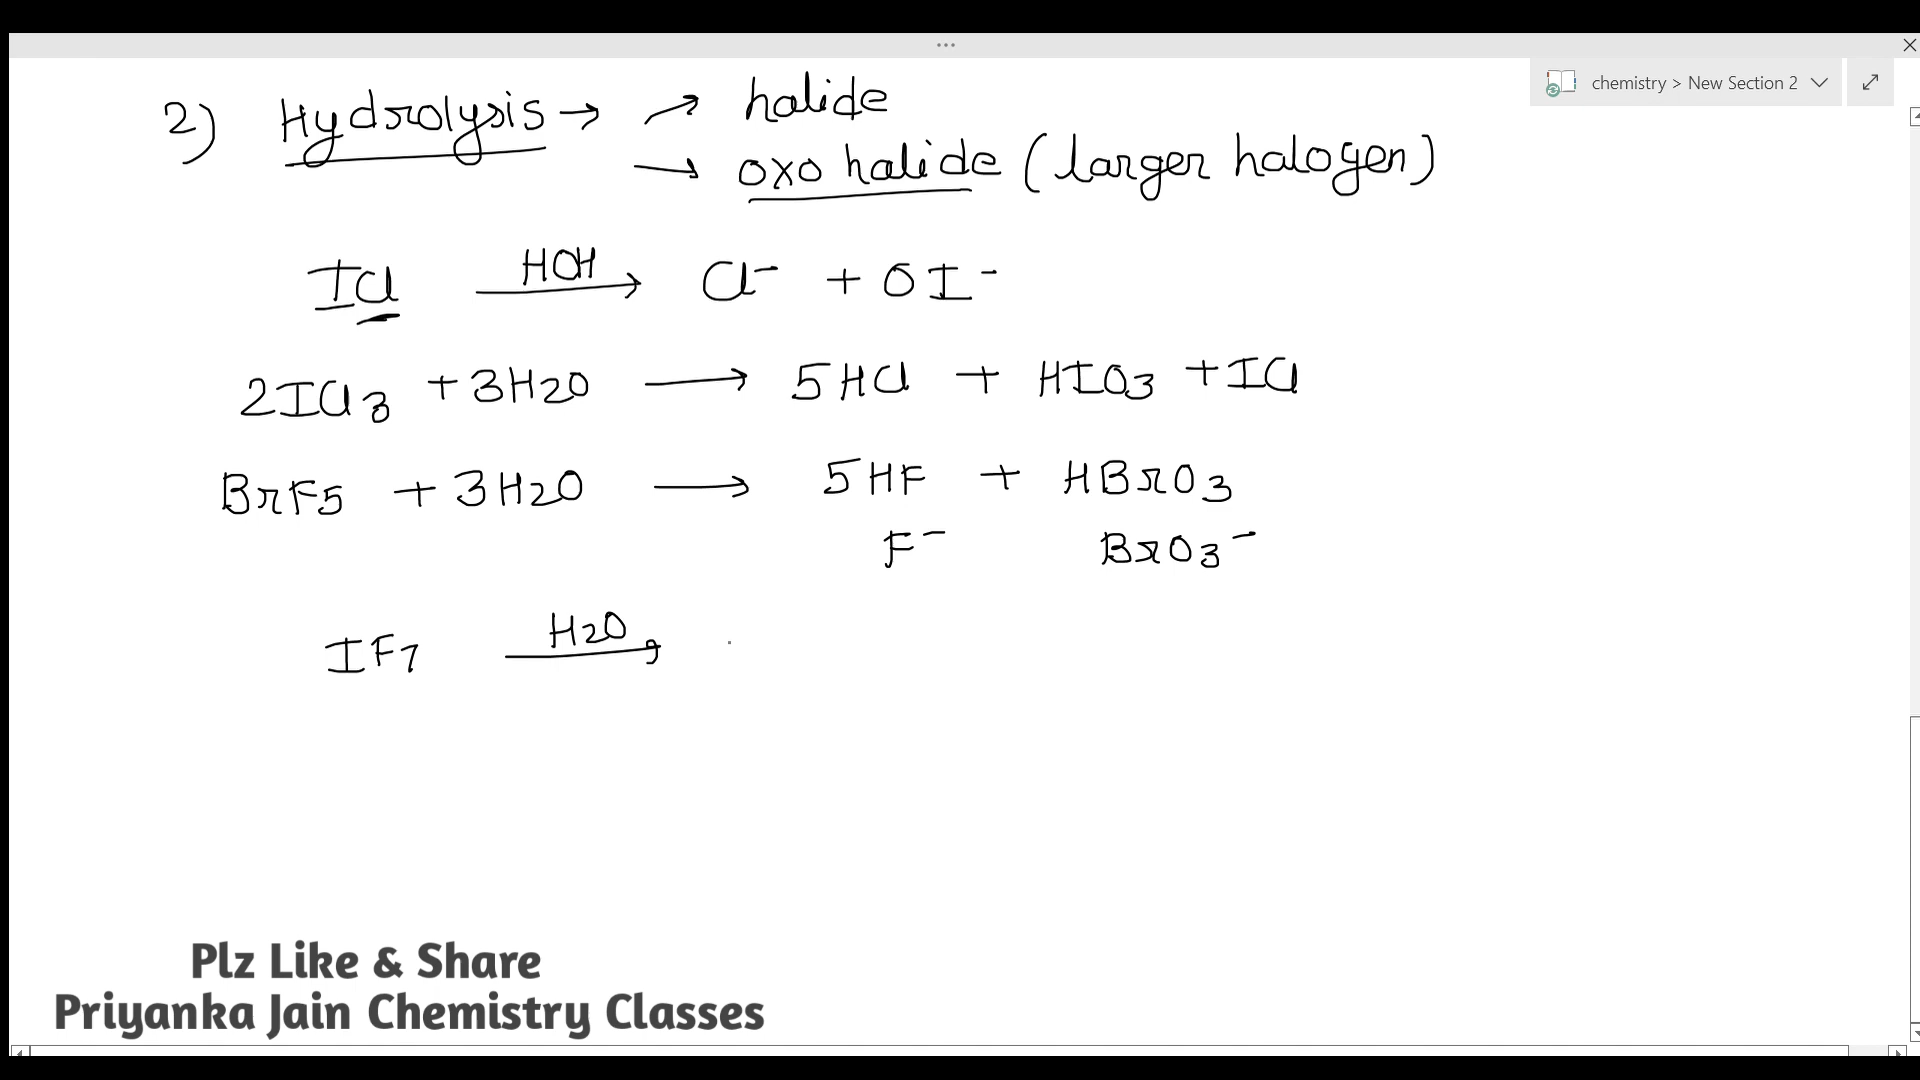 ...
chemistry > New Section 2
2) Hydrolysis → ↗ halide
→ oxo halide (larger halogen)
ICl HOH → Cl⁻ + OI⁻
2ICl3 + 3H2O → 5HCl + HIO3 + ICl
BrF5 + 3H2O → 5HF + HBrO3
F⁻ BrO3⁻
IF7 H2O →
Plz Like & Share
Priyanka Jain Chemistry Classes